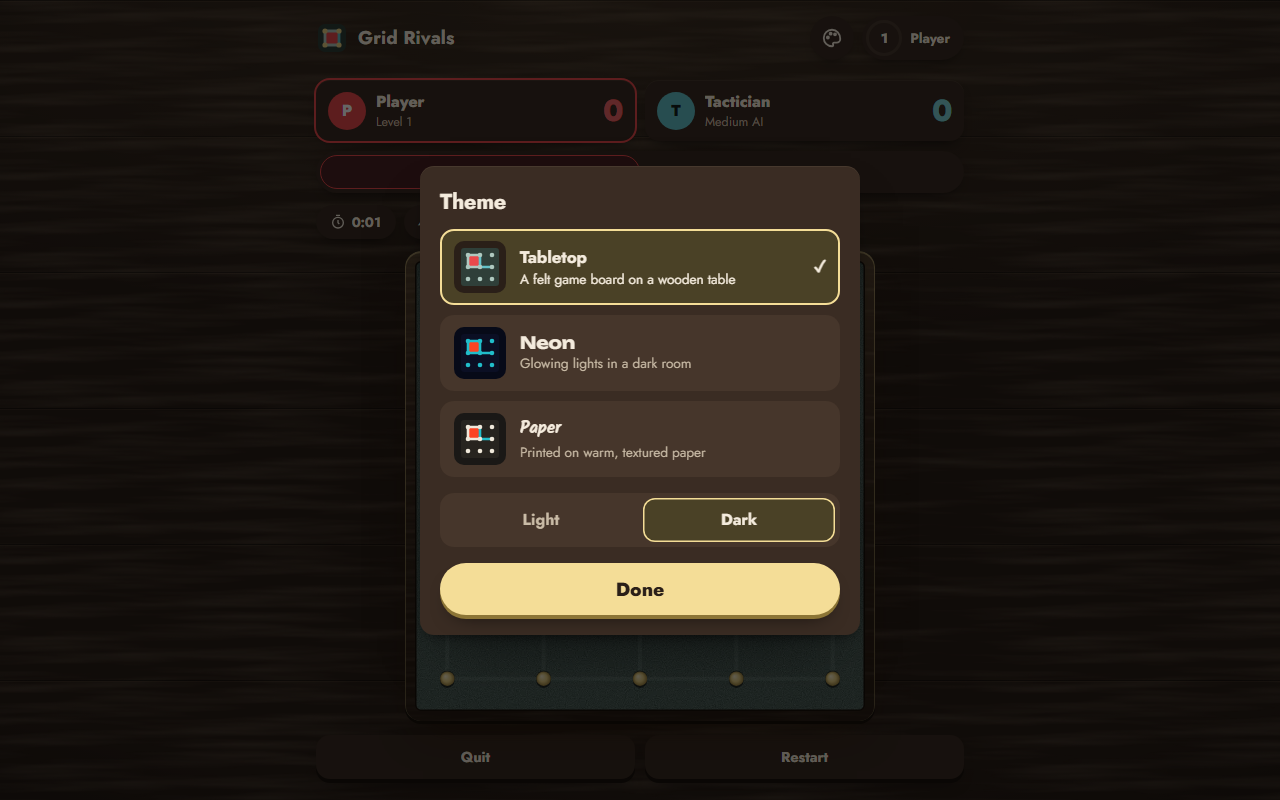 Grid Rivals
1 Player
P Player 0
Level 1
T Tactician 0
Medium AI
0:01
Theme
Tabletop
A felt game board on a wooden table
Neon
Glowing lights in a dark room
Paper
Printed on warm, textured paper
Light Dark
Done
Quit Restart